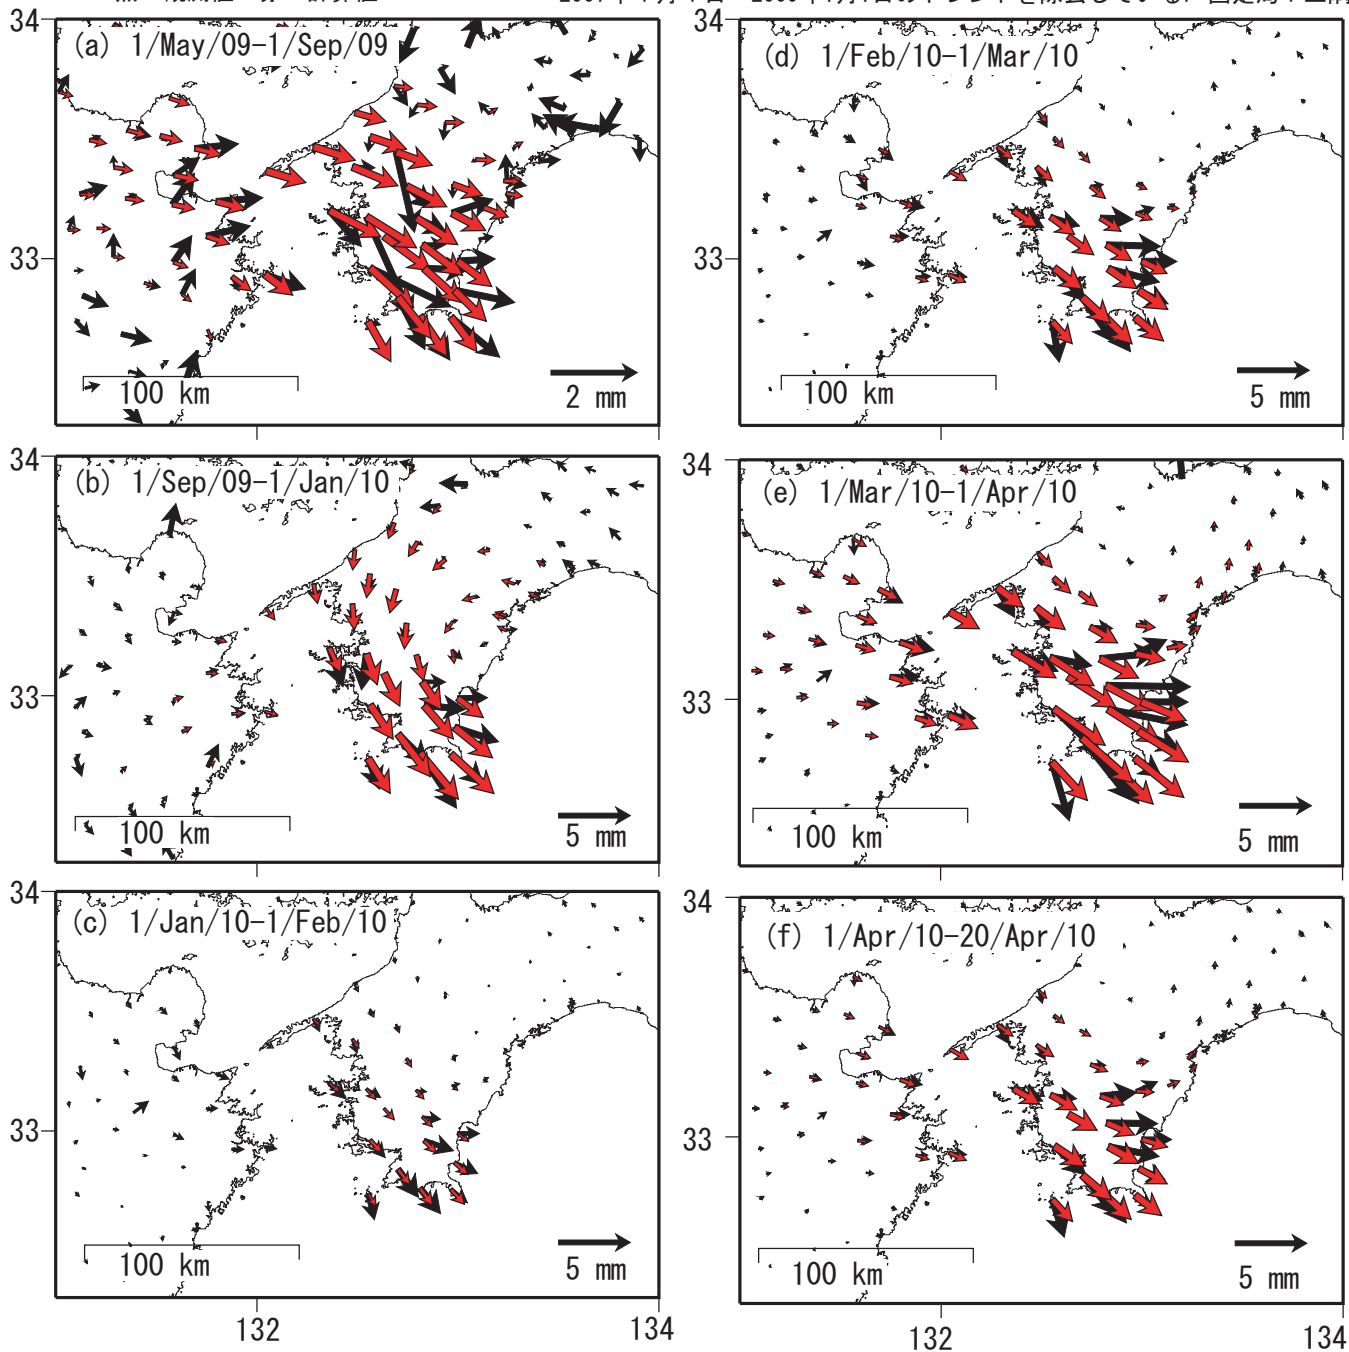 (a) 1/May/09-1/Sep/09
34
33
100 km
2 mm
(b) 1/Sep/09-1/Jan/10
34
33
100 km
5 mm
(c) 1/Jan/10-1/Feb/10
34
33
100 km
5 mm
132
134
(d) 1/Feb/10-1/Mar/10
34
33
100 km
5 mm
(e) 1/Mar/10-1/Apr/10
34
33
100 km
5 mm
(f) 1/Apr/10-20/Apr/10
34
33
100 km
5 mm
132
134